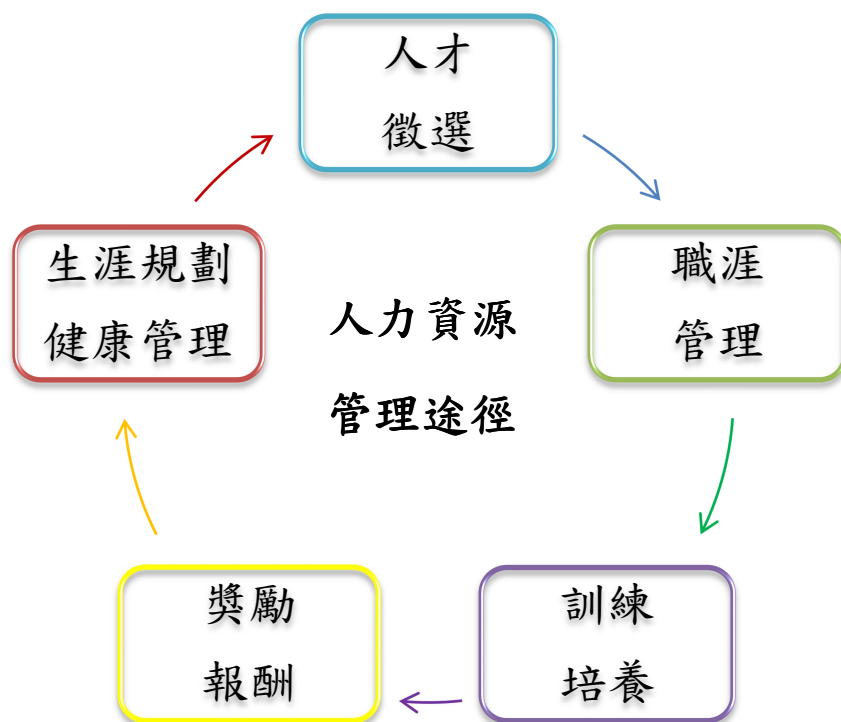 人才
徵選
職涯
管理
訓練
培養
獎勵
報酬
生涯規劃
健康管理
人力資源
管理途徑